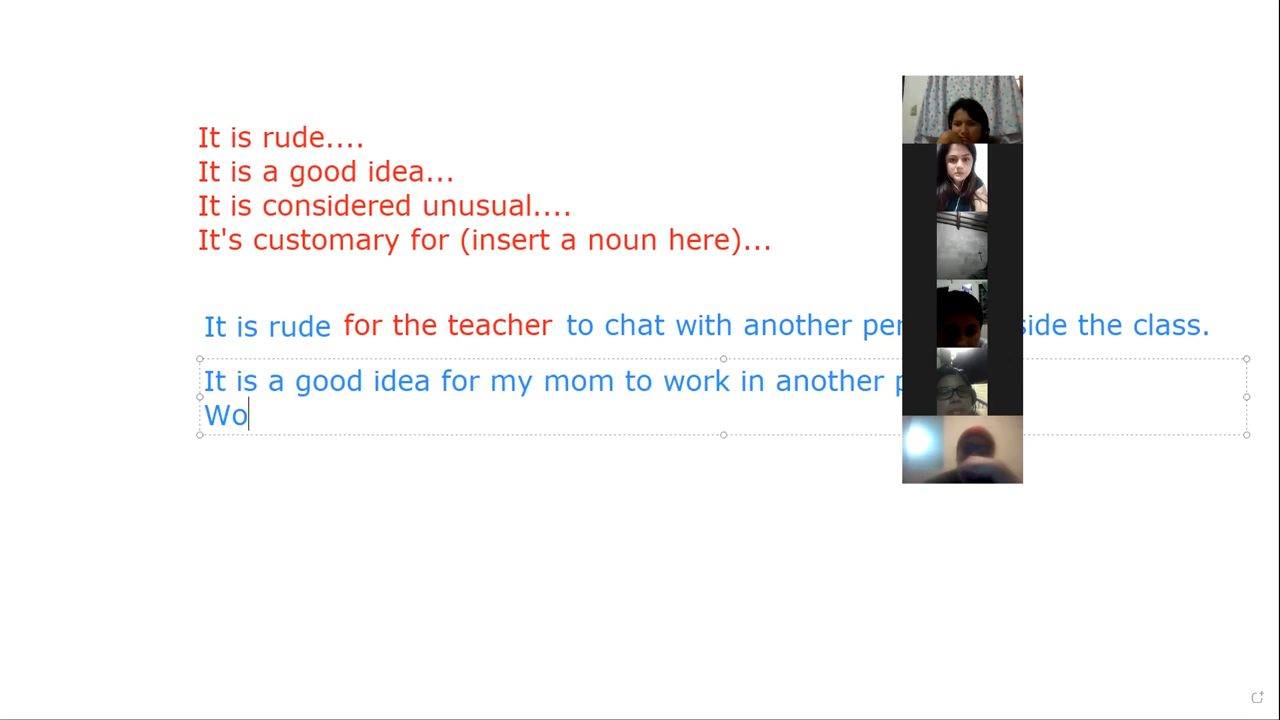 It is rude....
It is a good idea...
It is considered unusual....
It's customary for (insert a noun here)...
It is rude for the teacher to chat with another the class.
It is a good idea for my mom to work in another
Wo